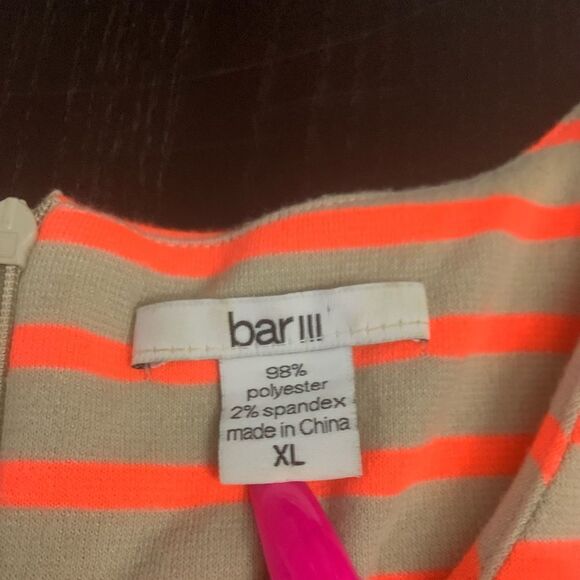 bar III
98%
polyester
2% spandex
made in China
XL